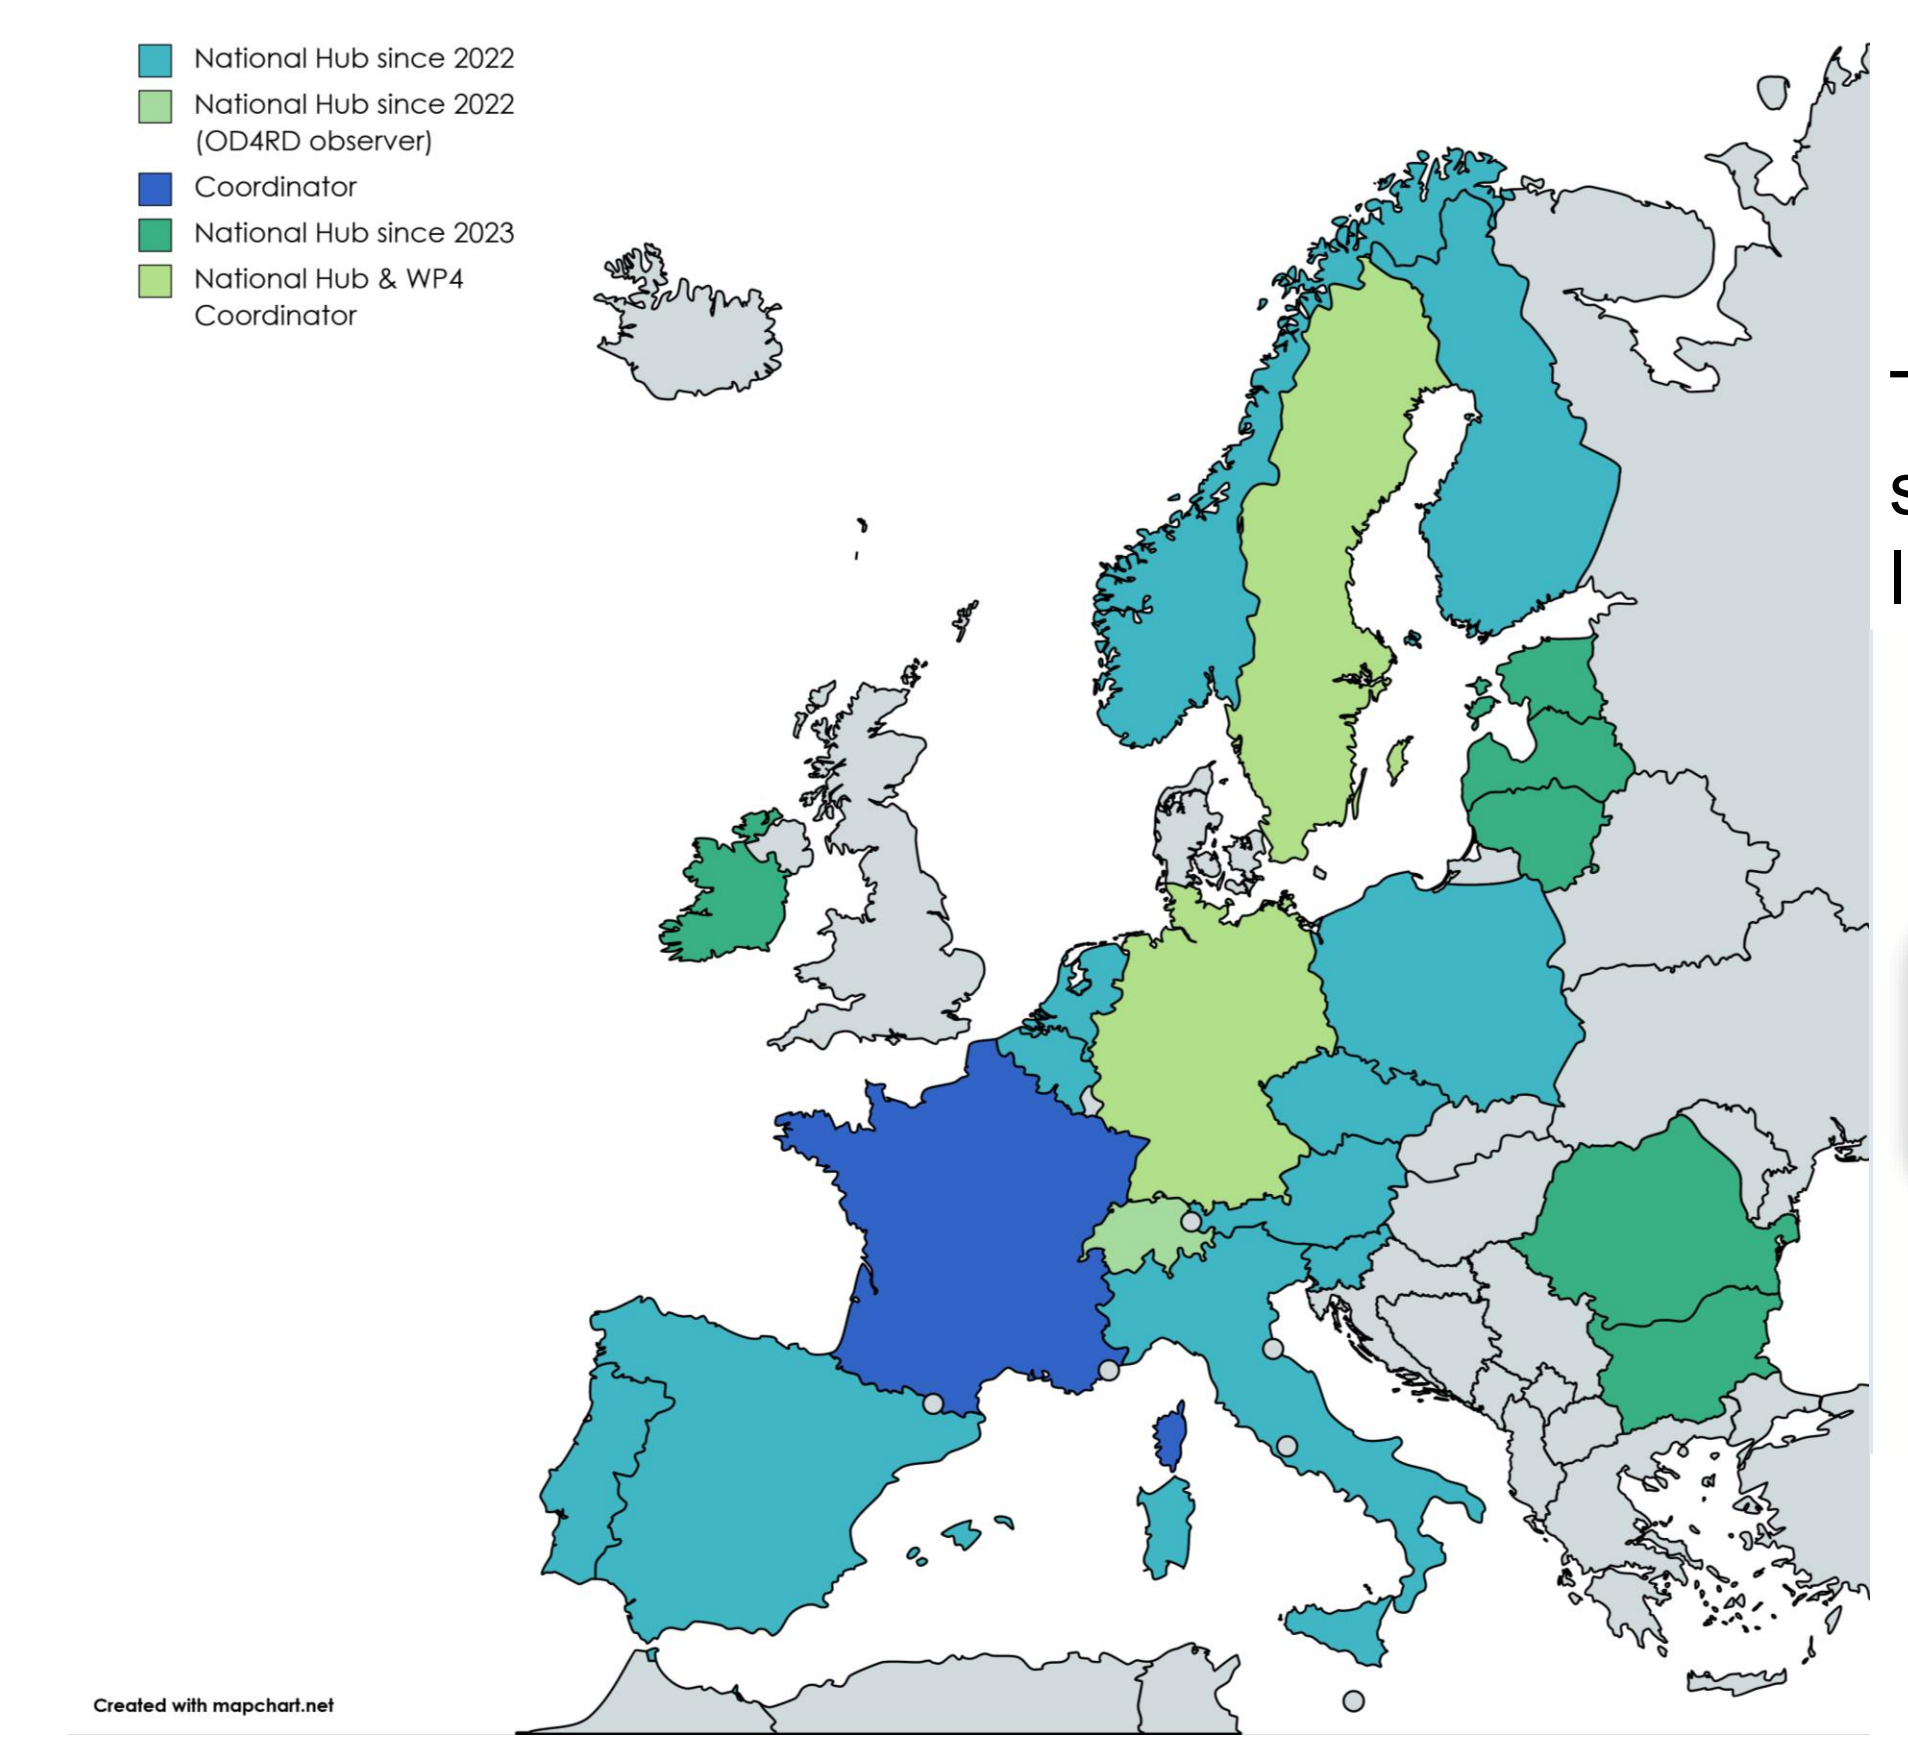 National Hub since 2022
National Hub since 2022
(OD4RD observer)
Coordinator
National Hub since 2023
National Hub & WP4
Coordinator
Created with mapchart.net